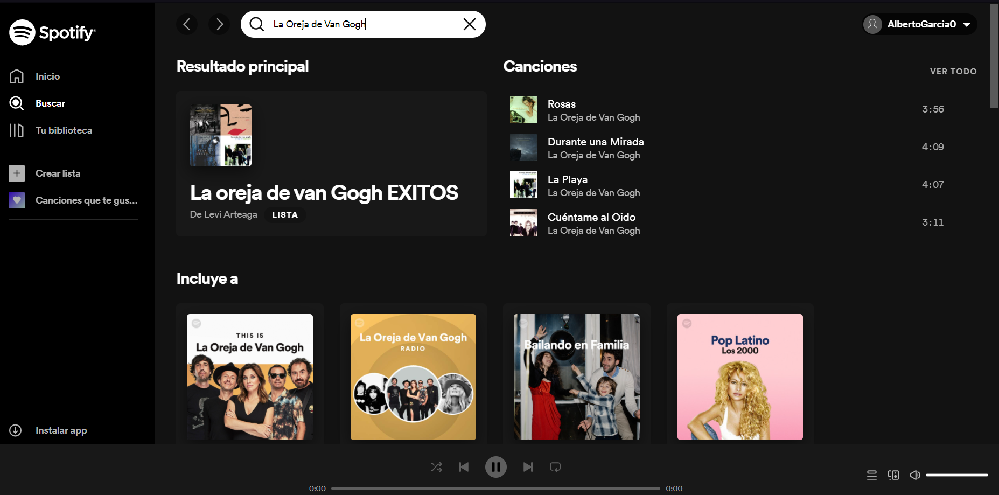 Spotify
Inicio
Buscar
Tu biblioteca
Crear lista
Canciones que te gus...
Instalar app
La Oreja de Van Gogh
AlbertoGarcia0
Resultado principal
La oreja de van Gogh EXITOS
De Levi Arteaga LISTA
Canciones
VER TODO
Rosas
La Oreja de Van Gogh
3:56
Durante una Mirada
La Oreja de Van Gogh
4:09
La Playa
La Oreja de Van Gogh
4:07
Cuéntame al Oido
La Oreja de Van Gogh
3:11
Incluye a
THIS IS
La Oreja de Van Gogh
La Oreja de Van Gogh
RADIO
Bailando en Familia
Pop Latino
Los 2000
0:00
0:00